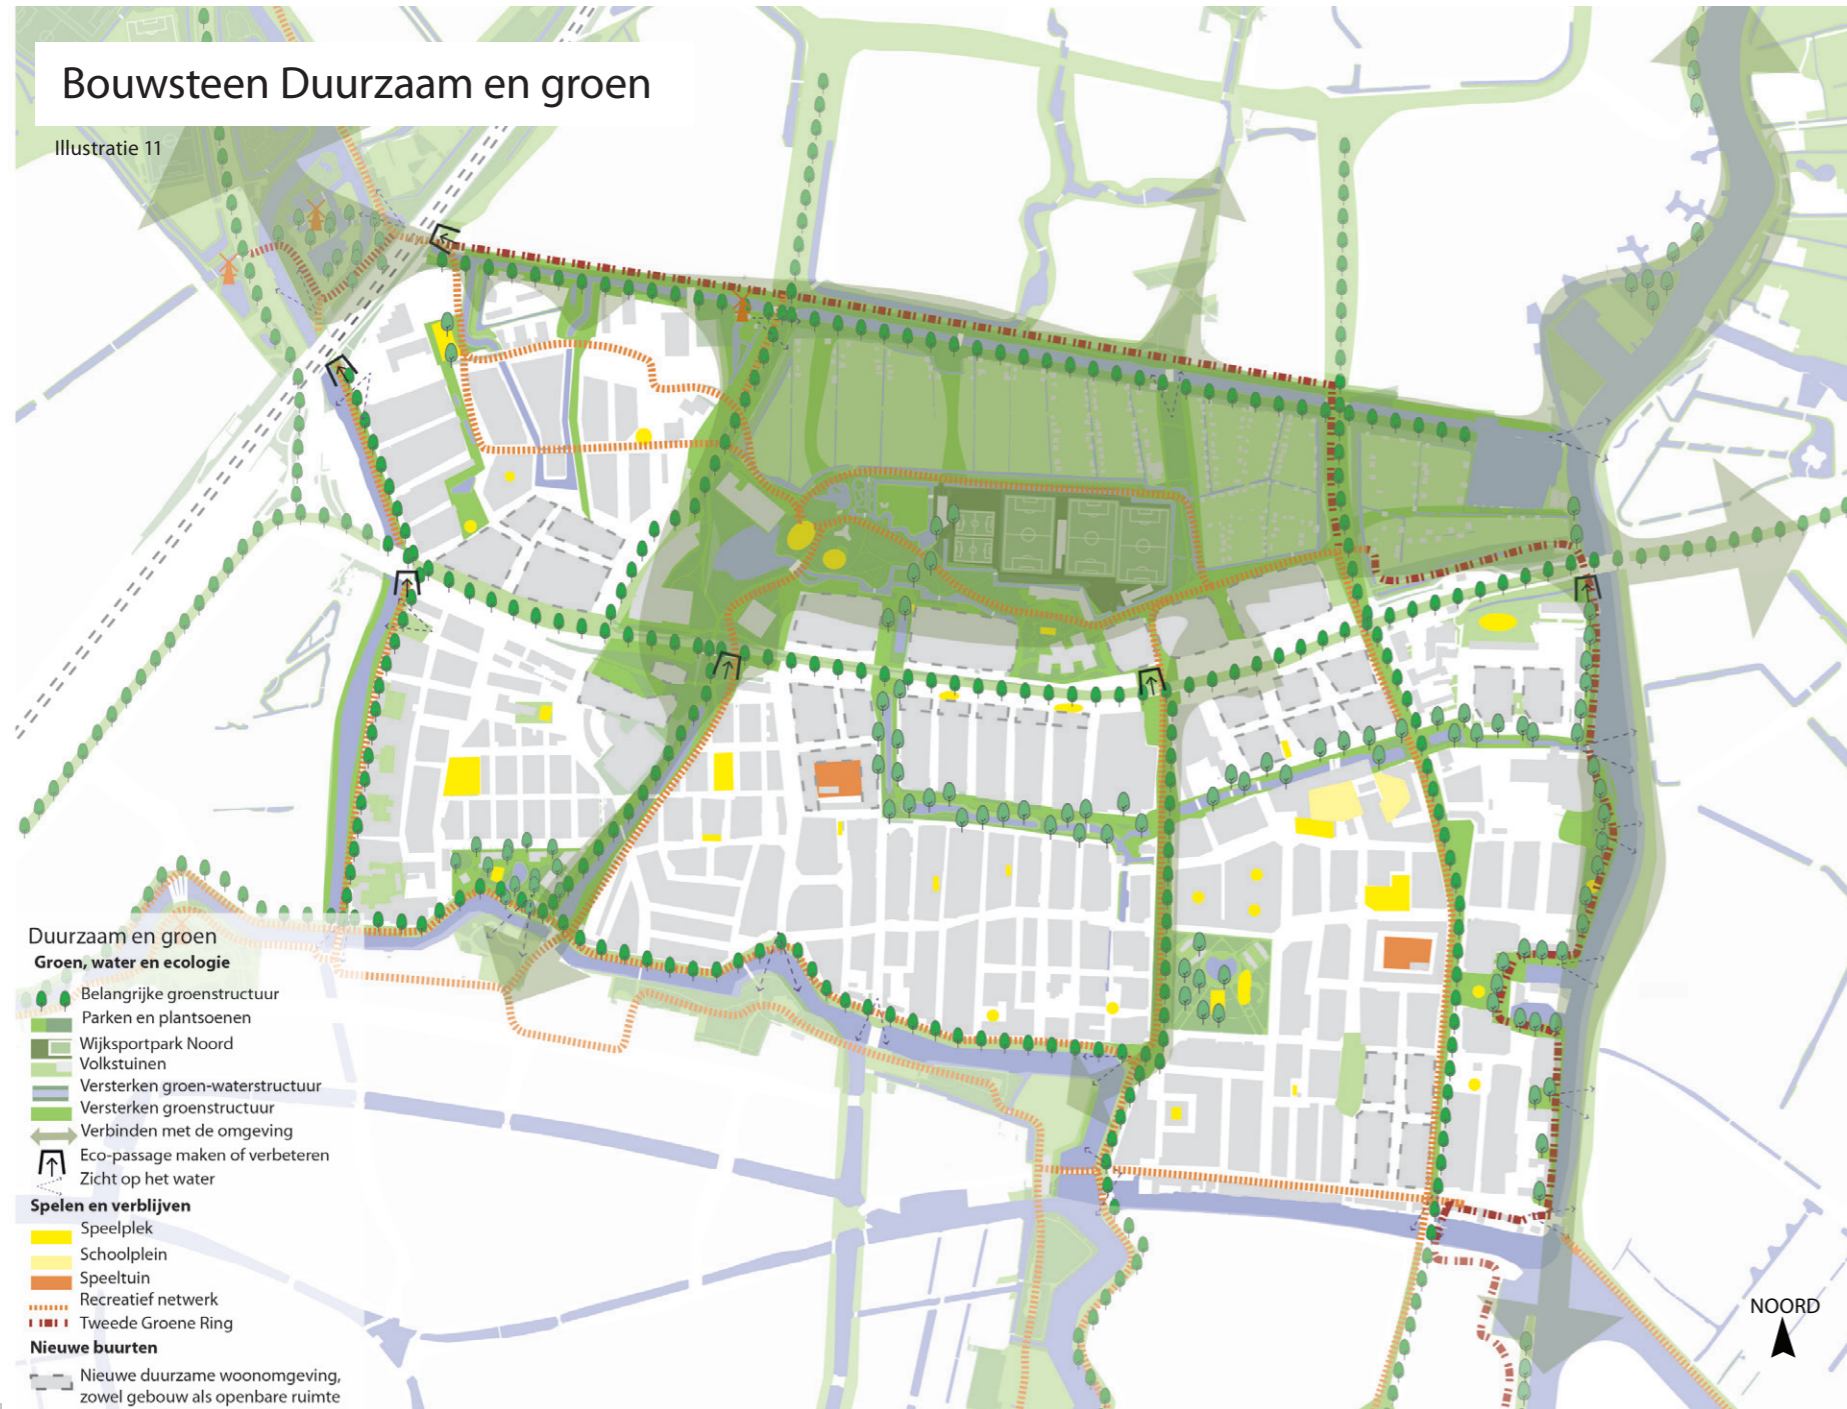 Bouwsteen Duurzaam en groen
Illustratie 11
Duurzaam en groen
Groen, water en ecologie
Belangrijke groenstructuur
Parken en plantsoenen
Wijksportpark Noord
Volkstuinen
Versterken groen-waterstructuur
Versterken groenstructuur
Verbinden met de omgeving
Eco-passage maken of verbeteren
Zicht op het water
Spelen en verblijven
Speelplek
Schoolplein
Speeltuin
Recreatief netwerk
Tweede Groene Ring
Nieuwe buurten
Nieuwe duurzame woonomgeving,
zowel gebouw als openbare ruimte
NOORD